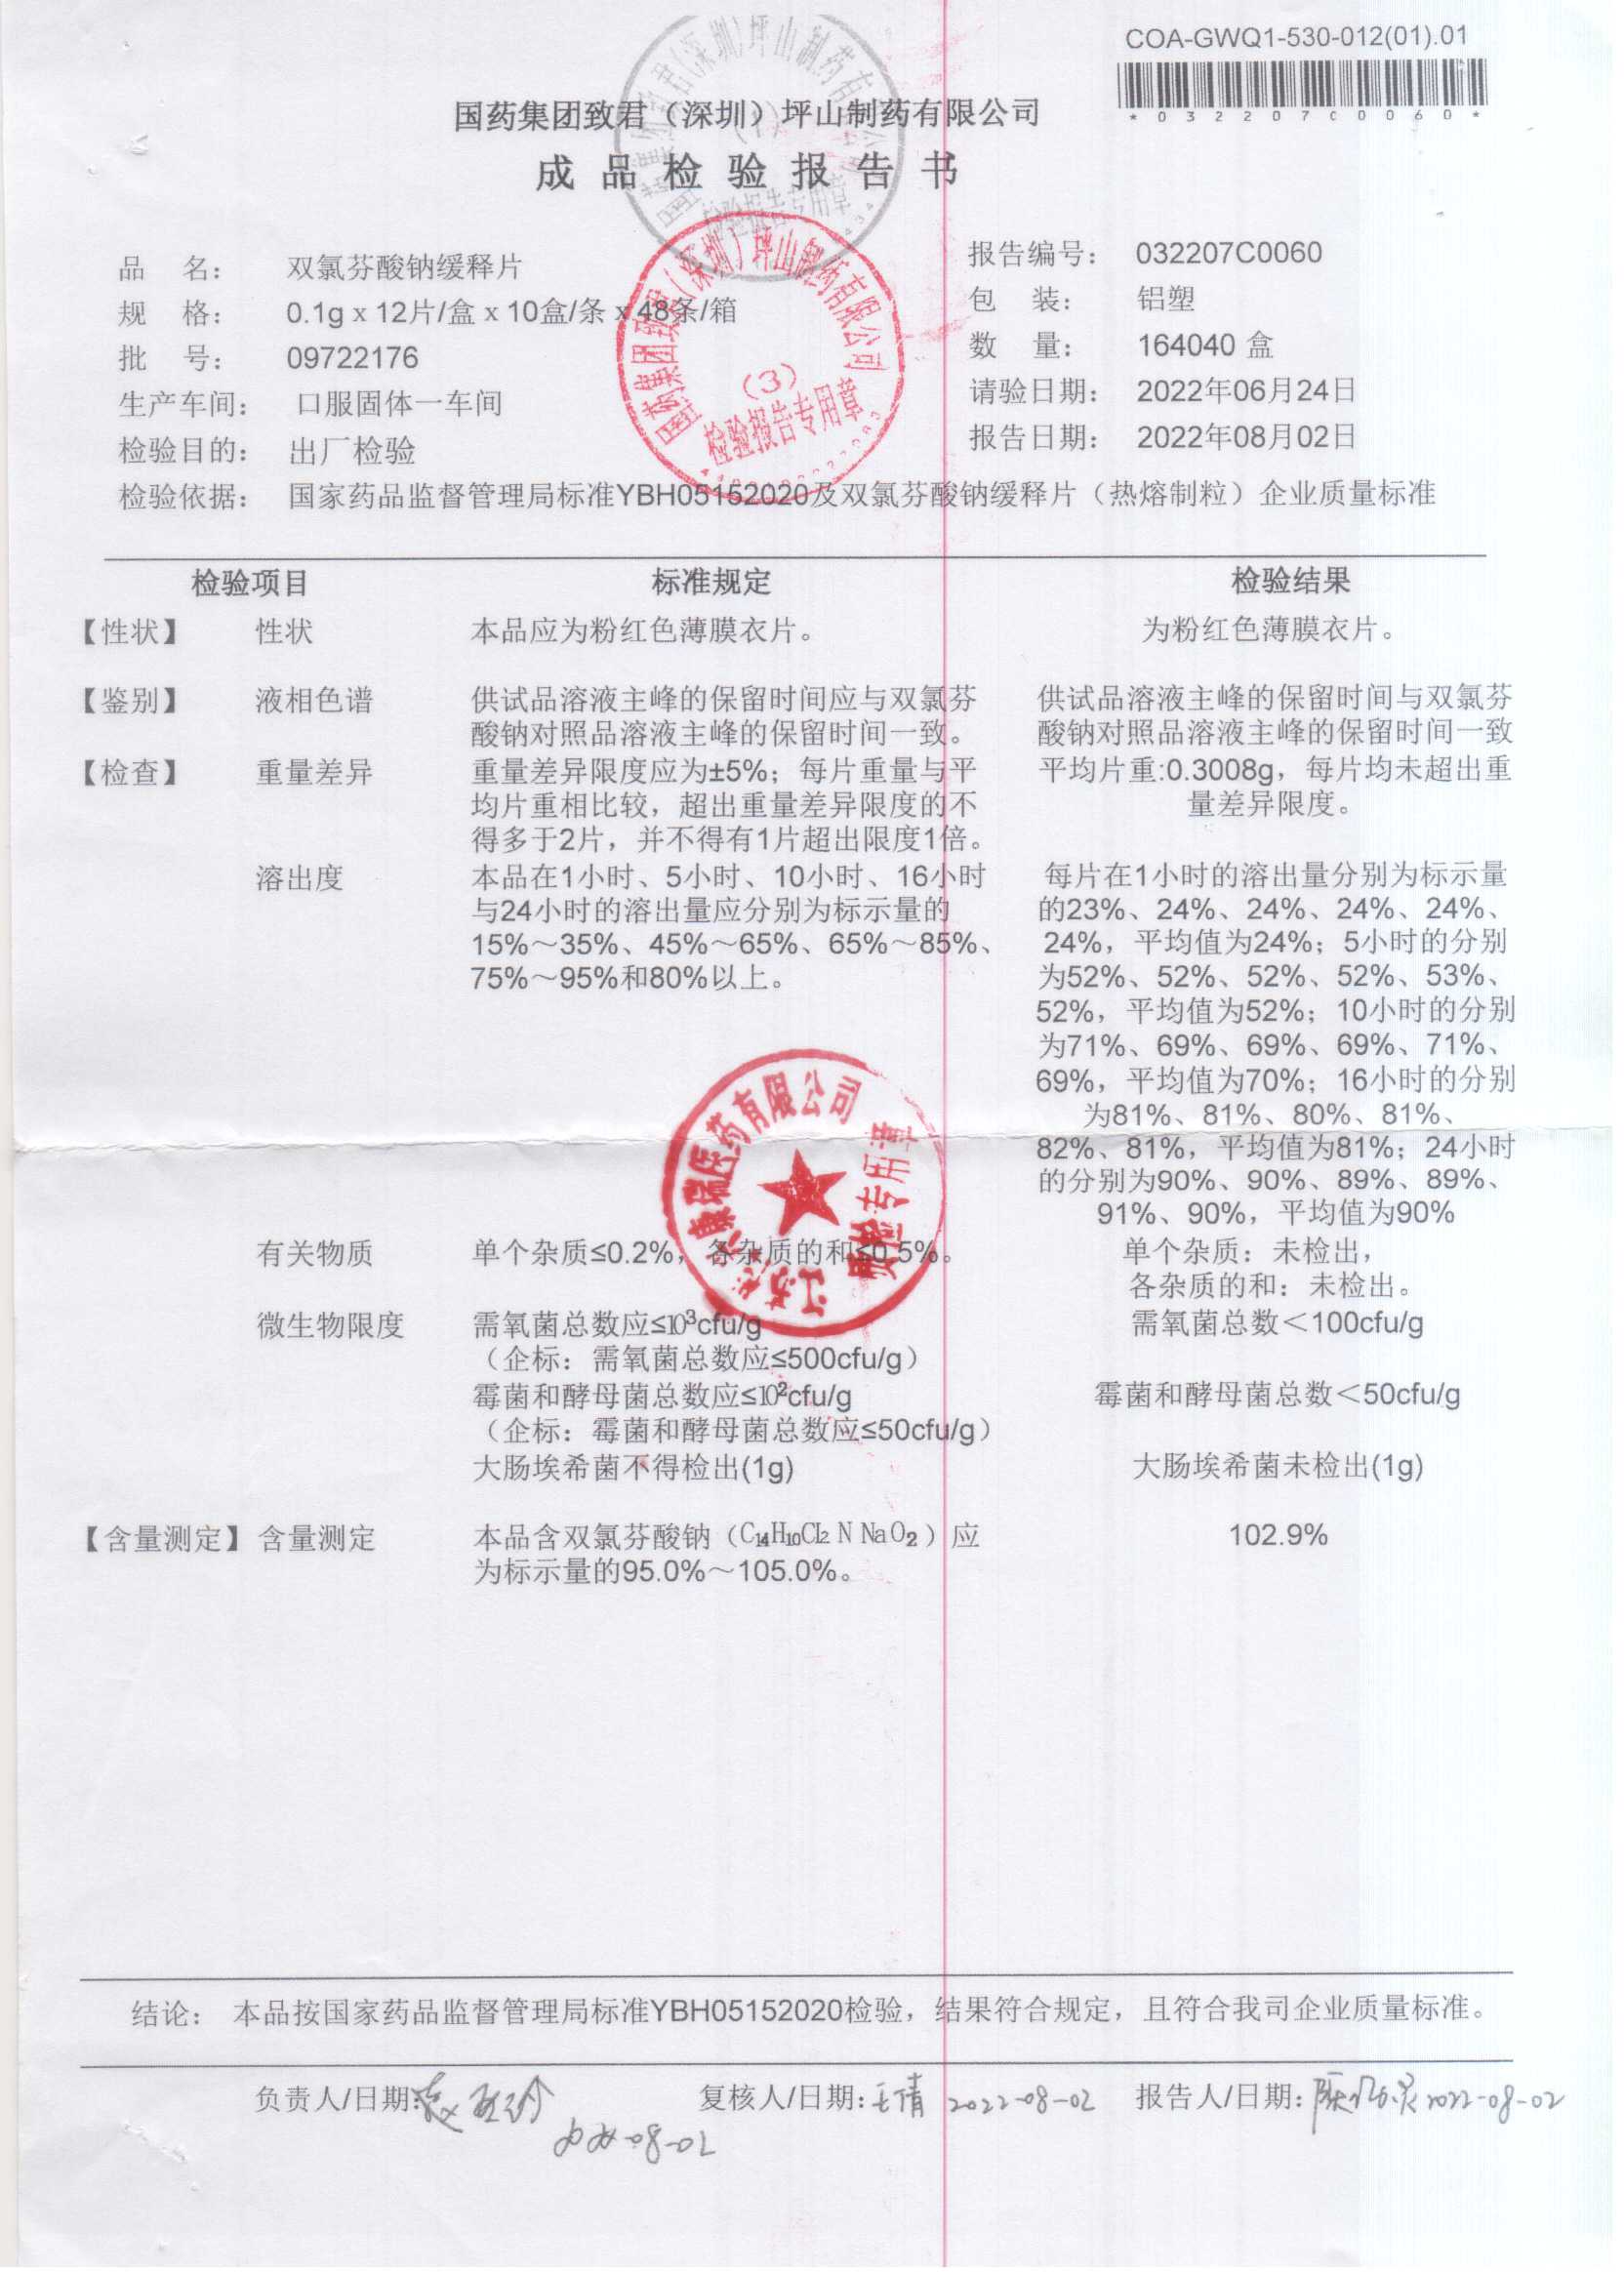 COA-GWQ1-530-012(01).01
*032207C0060*
国药集团致君（深圳）坪山制药有限公司
成品检验报告书
品 名： 双氯芬酸钠缓释片
报告编号： 032207C0060
规 格： 0.1g x 12片/盒 x 10盒/条 x 48条/箱
包 装： 铝塑
批 号： 09722176
数 量： 164040 盒
生产车间： 口服固体一车间
请验日期： 2022年06月24日
检验目的： 出厂检验
报告日期： 2022年08月02日
检验依据： 国家药品监督管理局标准YBH05152020及双氯芬酸钠缓释片（热熔制粒）企业质量标准
国药集团致君（深圳）坪山制药有限公司
(3)
检验报告专用章
检验项目 标准规定 检验结果
【性状】 性状 本品应为粉红色薄膜衣片。 为粉红色薄膜衣片。
【鉴别】 液相色谱 供试品溶液主峰的保留时间应与双氯芬 供试品溶液主峰的保留时间与双氯芬
酸钠对照品溶液主峰的保留时间一致。 酸钠对照品溶液主峰的保留时间一致
【检查】 重量差异 重量差异限度应为±5%；每片重量与平 平均片重:0.3008g，每片均未超出重
均片重相比较，超出重量差异限度的不 量差异限度。
得多于2片，并不得有1片超出限度1倍。
溶出度 本品在1小时、5小时、10小时、16小时 每片在1小时的溶出量分别为标示量
与24小时的溶出量应分别为标示量的 的23%、24%、24%、24%、24%、
15%～35%、45%～65%、65%～85%、 24%，平均值为24%；5小时的分别
75%～95%和80%以上。 为52%、52%、52%、52%、53%、
52%，平均值为52%；10小时的分别
为71%、69%、69%、69%、71%、
69%，平均值为70%；16小时的分别
为81%、81%、80%、81%、
82%、81%，平均值为81%；24小时
的分别为90%、90%、89%、89%、
91%、90%，平均值为90%
有关物质 单个杂质≤0.2%，各杂质的和≤0.5%。 单个杂质：未检出，
各杂质的和：未检出。
微生物限度 需氧菌总数应≤10³cfu/g 需氧菌总数＜100cfu/g
（企标：需氧菌总数应≤500cfu/g）
霉菌和酵母菌总数应≤10²cfu/g 霉菌和酵母菌总数＜50cfu/g
（企标：霉菌和酵母菌总数应≤50cfu/g）
大肠埃希菌不得检出(1g) 大肠埃希菌未检出(1g)
【含量测定】 含量测定 本品含双氯芬酸钠（C₁₄H₁₀Cl₂NNaO₂）应 102.9%
为标示量的95.0%～105.0%。
结论： 本品按国家药品监督管理局标准YBH05152020检验，结果符合规定，且符合我司企业质量标准。
负责人/日期: 复核人/日期: 王倩 2022-08-02 报告人/日期: 2022-08-02